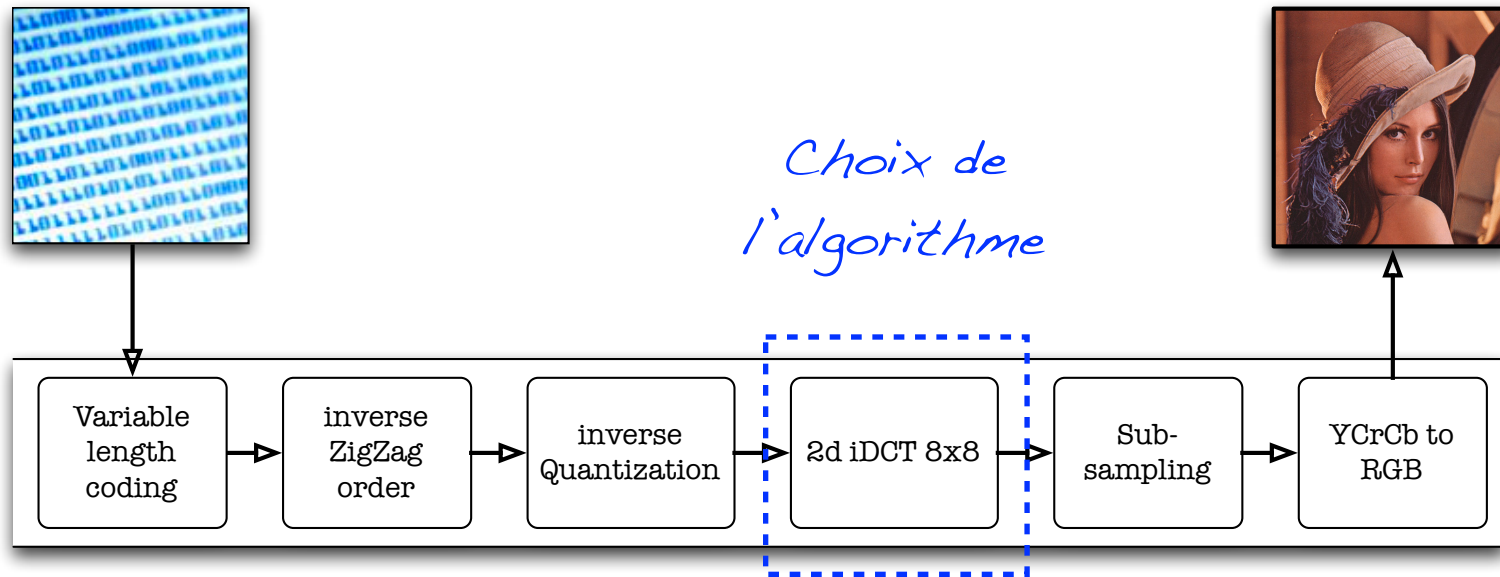 Choix de
l'algorithme
Variable
length
coding
inverse
ZigZag
order
inverse
Quantization
2d iDCT 8x8
Sub-
sampling
YCrCb to
RGB